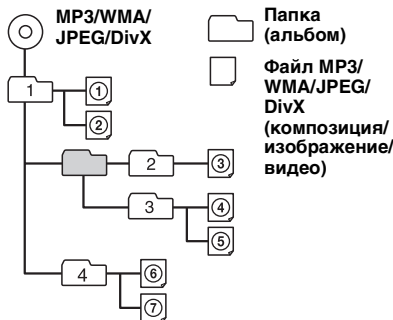 MP3/WMA/
JPEG/DivX
Папка
(альбом)
Файл MP3/
WMA/JPEG/
DivX
(композиция/
изображение/
видео)
1
①
②
2
③
3
④
⑤
4
⑥
⑦